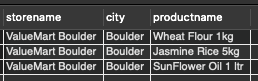 storename city productname
ValueMart Boulder Boulder Wheat Flour 1kg
ValueMart Boulder Boulder Jasmine Rice 5kg
ValueMart Boulder Boulder SunFlower Oil 1 ltr